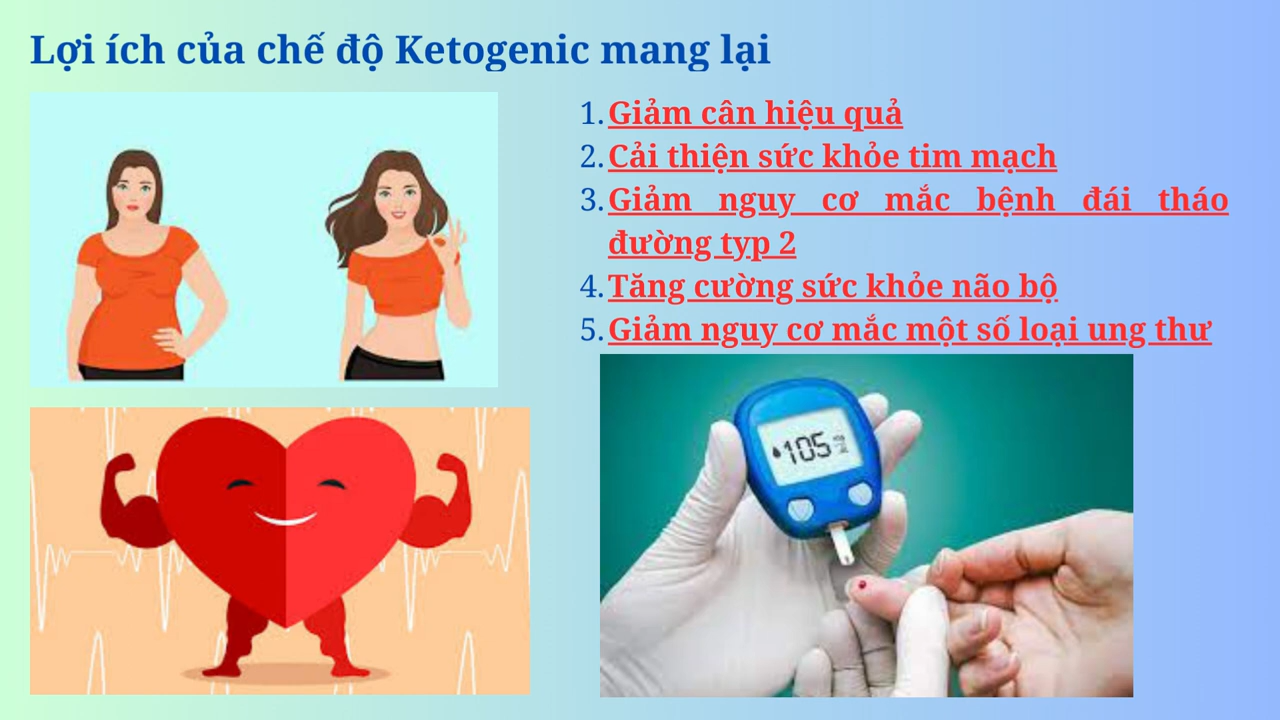 Lợi ích của chế độ Ketogenic mang lại
1. Giảm cân hiệu quả
2. Cải thiện sức khỏe tim mạch
3. Giảm nguy cơ mắc bệnh đái tháo
đường typ 2
4. Tăng cường sức khỏe não bộ
5. Giảm nguy cơ mắc một số loại ung thư
105